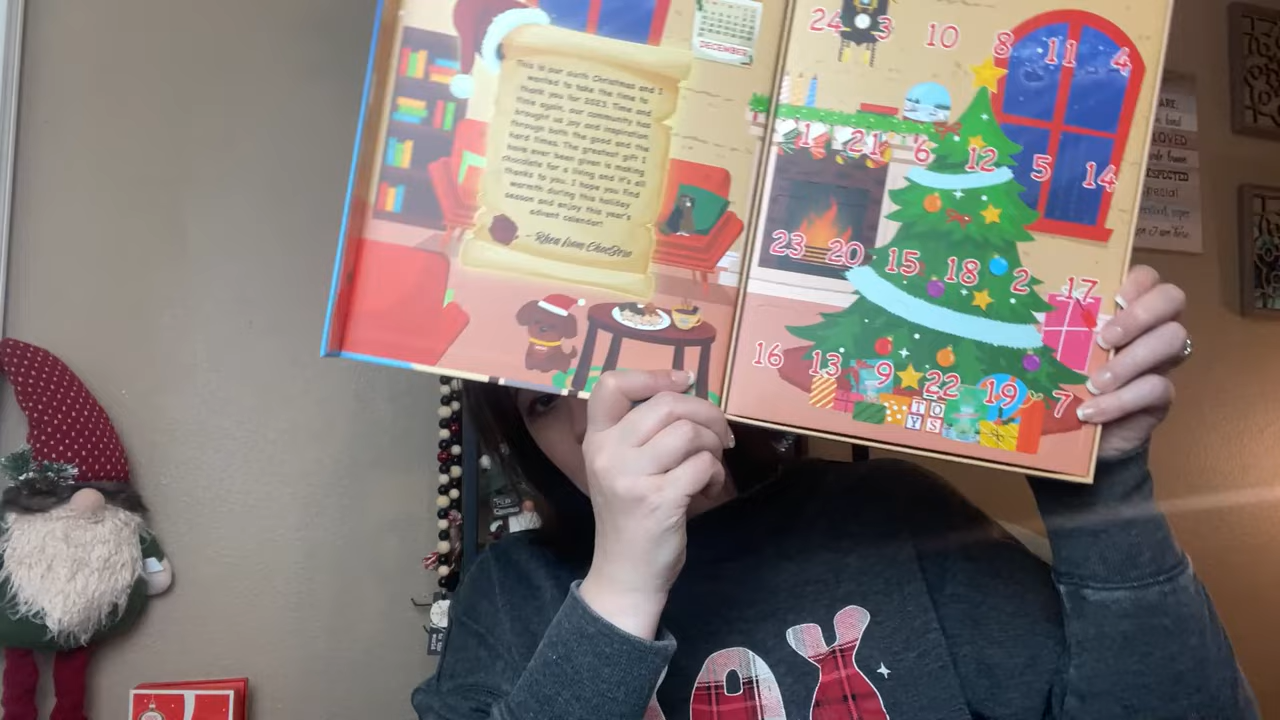 This is our sixth Christmas and I
wanted to take the time to
thank you for 2023. Time and
time again, our community has
brought us joy and inspiration
through both the good and the
hard times. The greatest gift I
have ever been given is making
chocolate for a living and it's all
thanks to you. I hope you find
warmth during this holiday
season and enjoy this year's
advent calendar!
DECEMBER
24 3 10 8 11 4
1 21 6 12 5 14
23 20 15 18 2 17
16 13 9 22 19 7
TO
YS
LOVED
Special